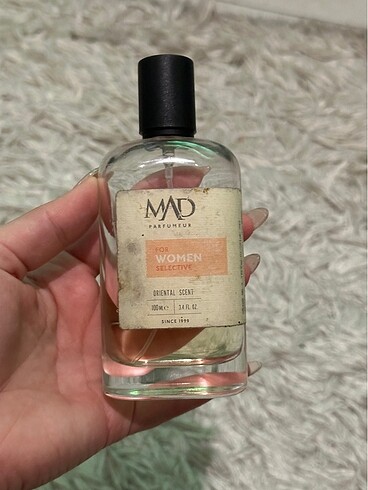 MAD
PARFUMEUR
FOR
WOMEN
SELECTIVE
ORIENTAL SCENT
100 ML℮ 3.4 FL. OZ.
SINCE 1998